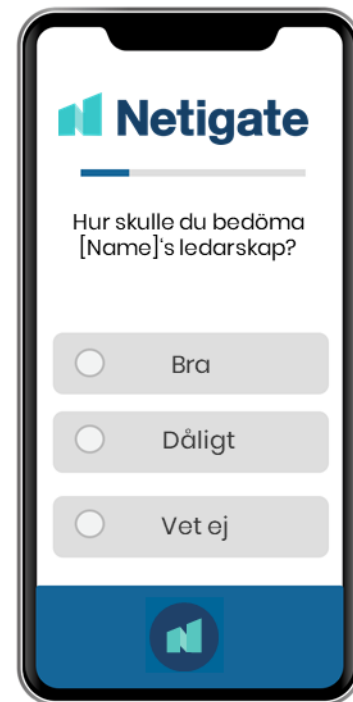 Netigate
Hur skulle du bedöma
[Name]‘s ledarskap?
Bra
Dåligt
Vet ej